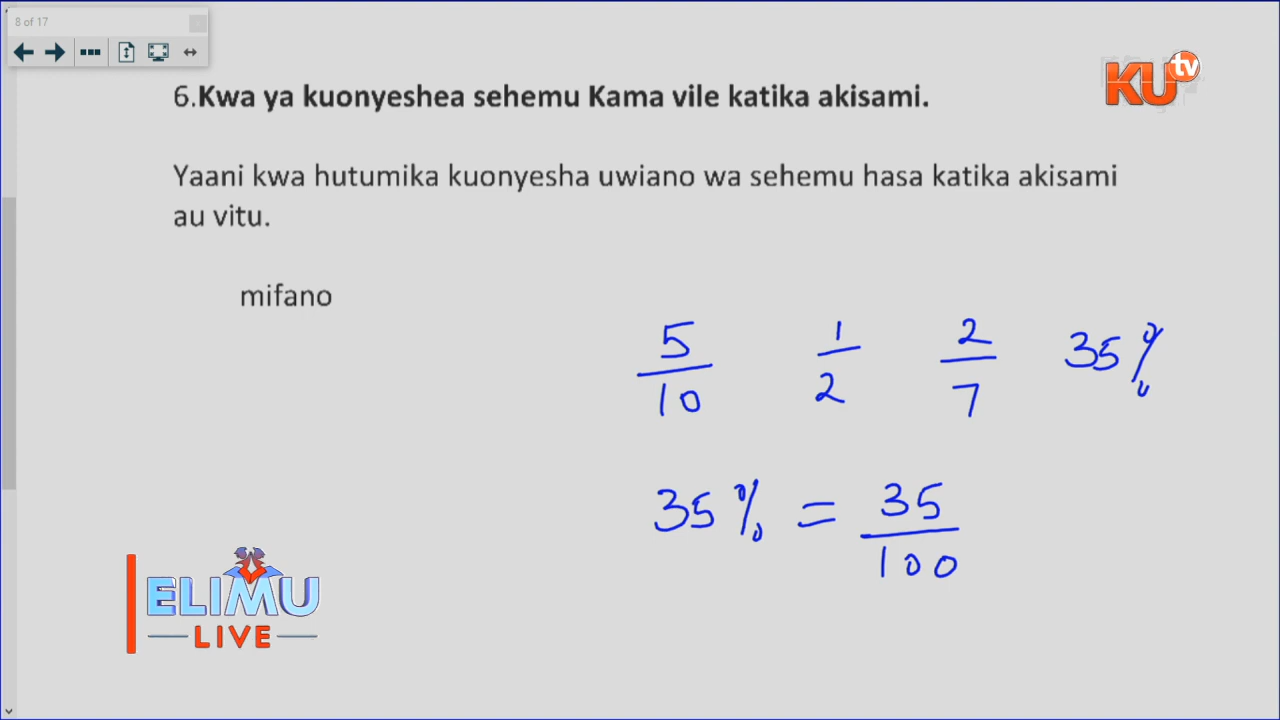 8 of 17
KU tv
6.Kwa ya kuonyeshea sehemu Kama vile katika akisami.
Yaani kwa hutumika kuonyesha uwiano wa sehemu hasa katika akisami
au vitu.
mifano
5/10 1/2 2/7 35%
35% = 35/100
ELIMU
LIVE